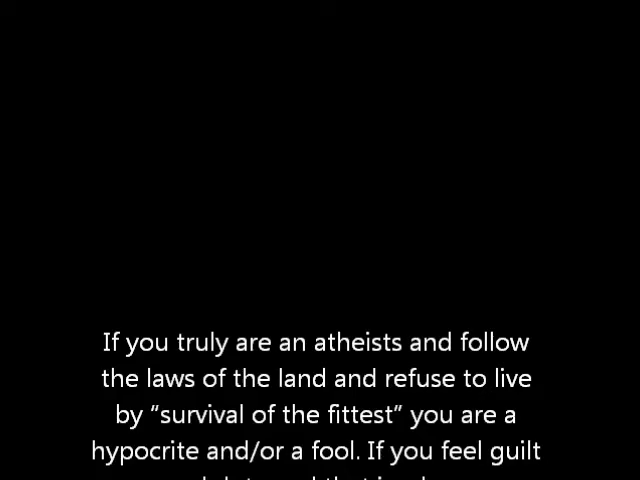 If you truly are an atheists and follow
the laws of the land and refuse to live
by “survival of the fittest” you are a
hypocrite and/or a fool. If you feel guilt